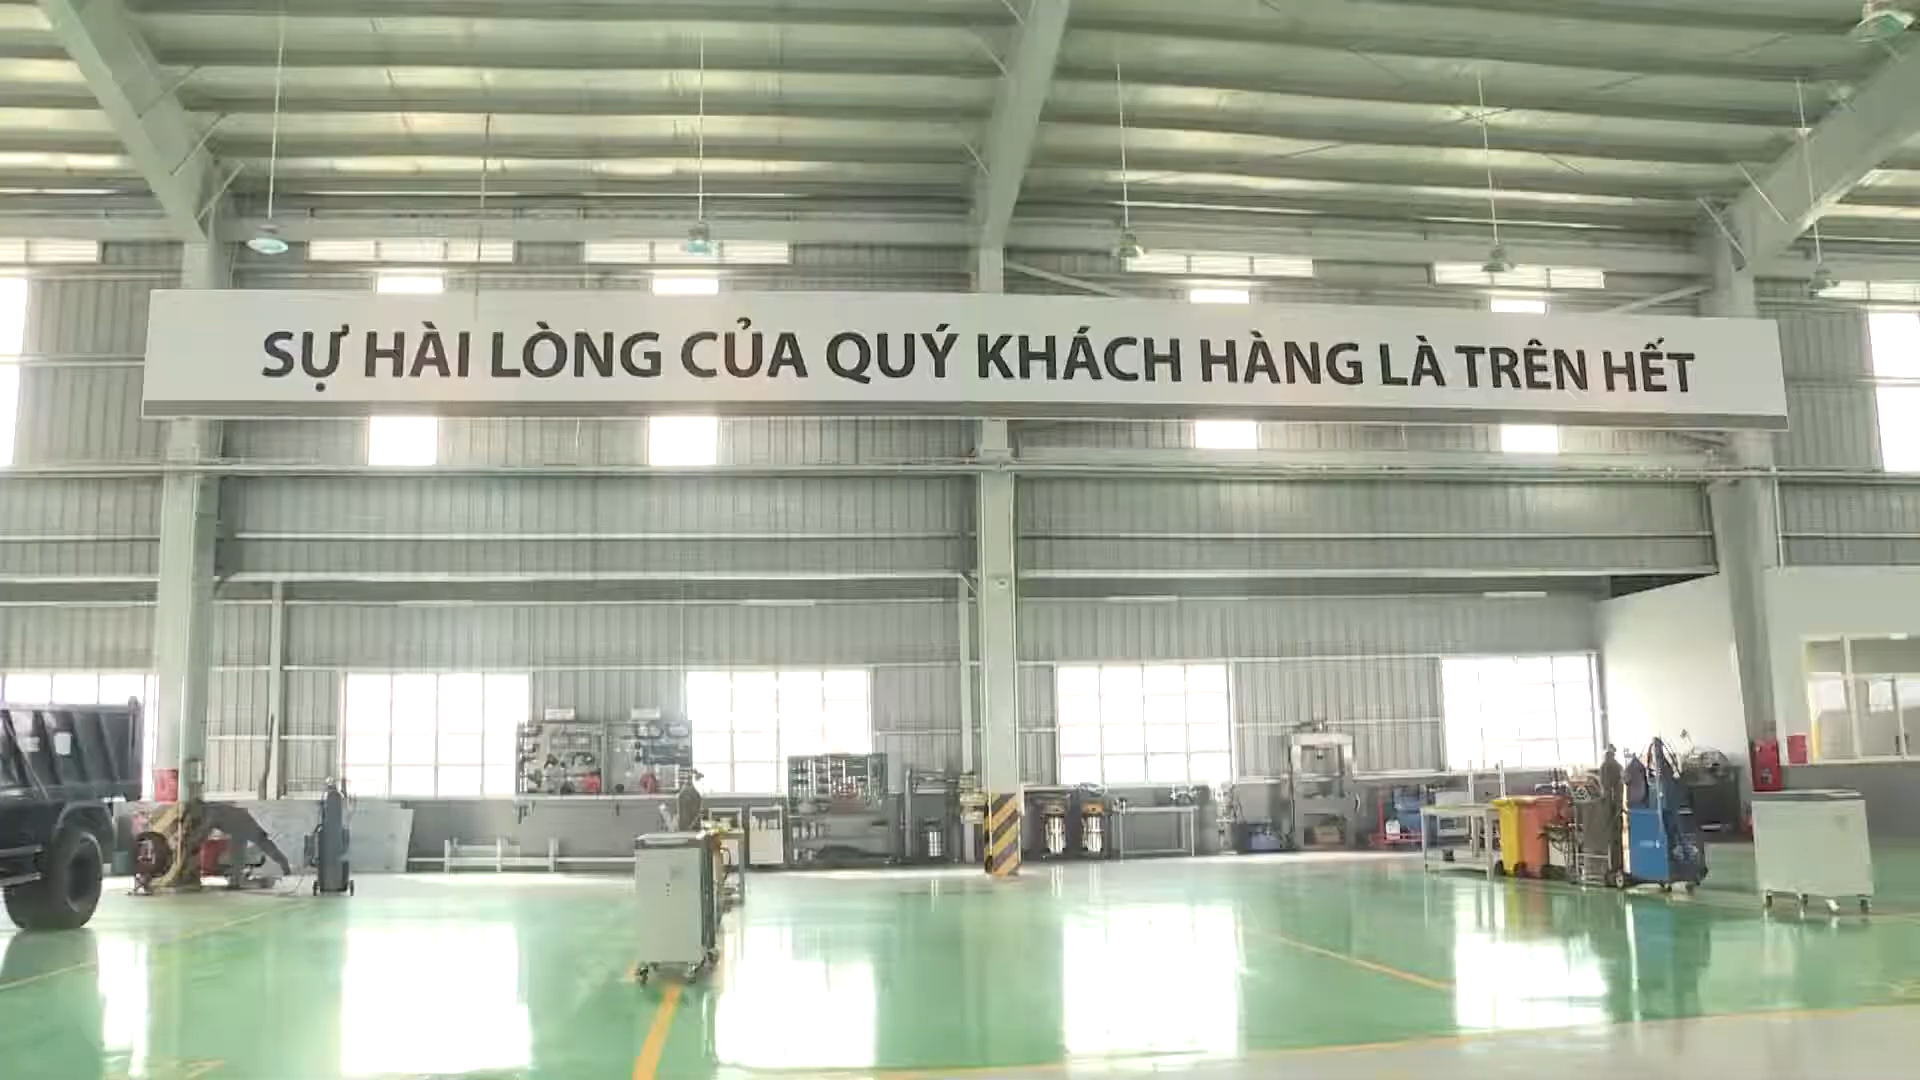 SỰ HÀI LÒNG CỦA QUÝ KHÁCH HÀNG LÀ TRÊN HẾT